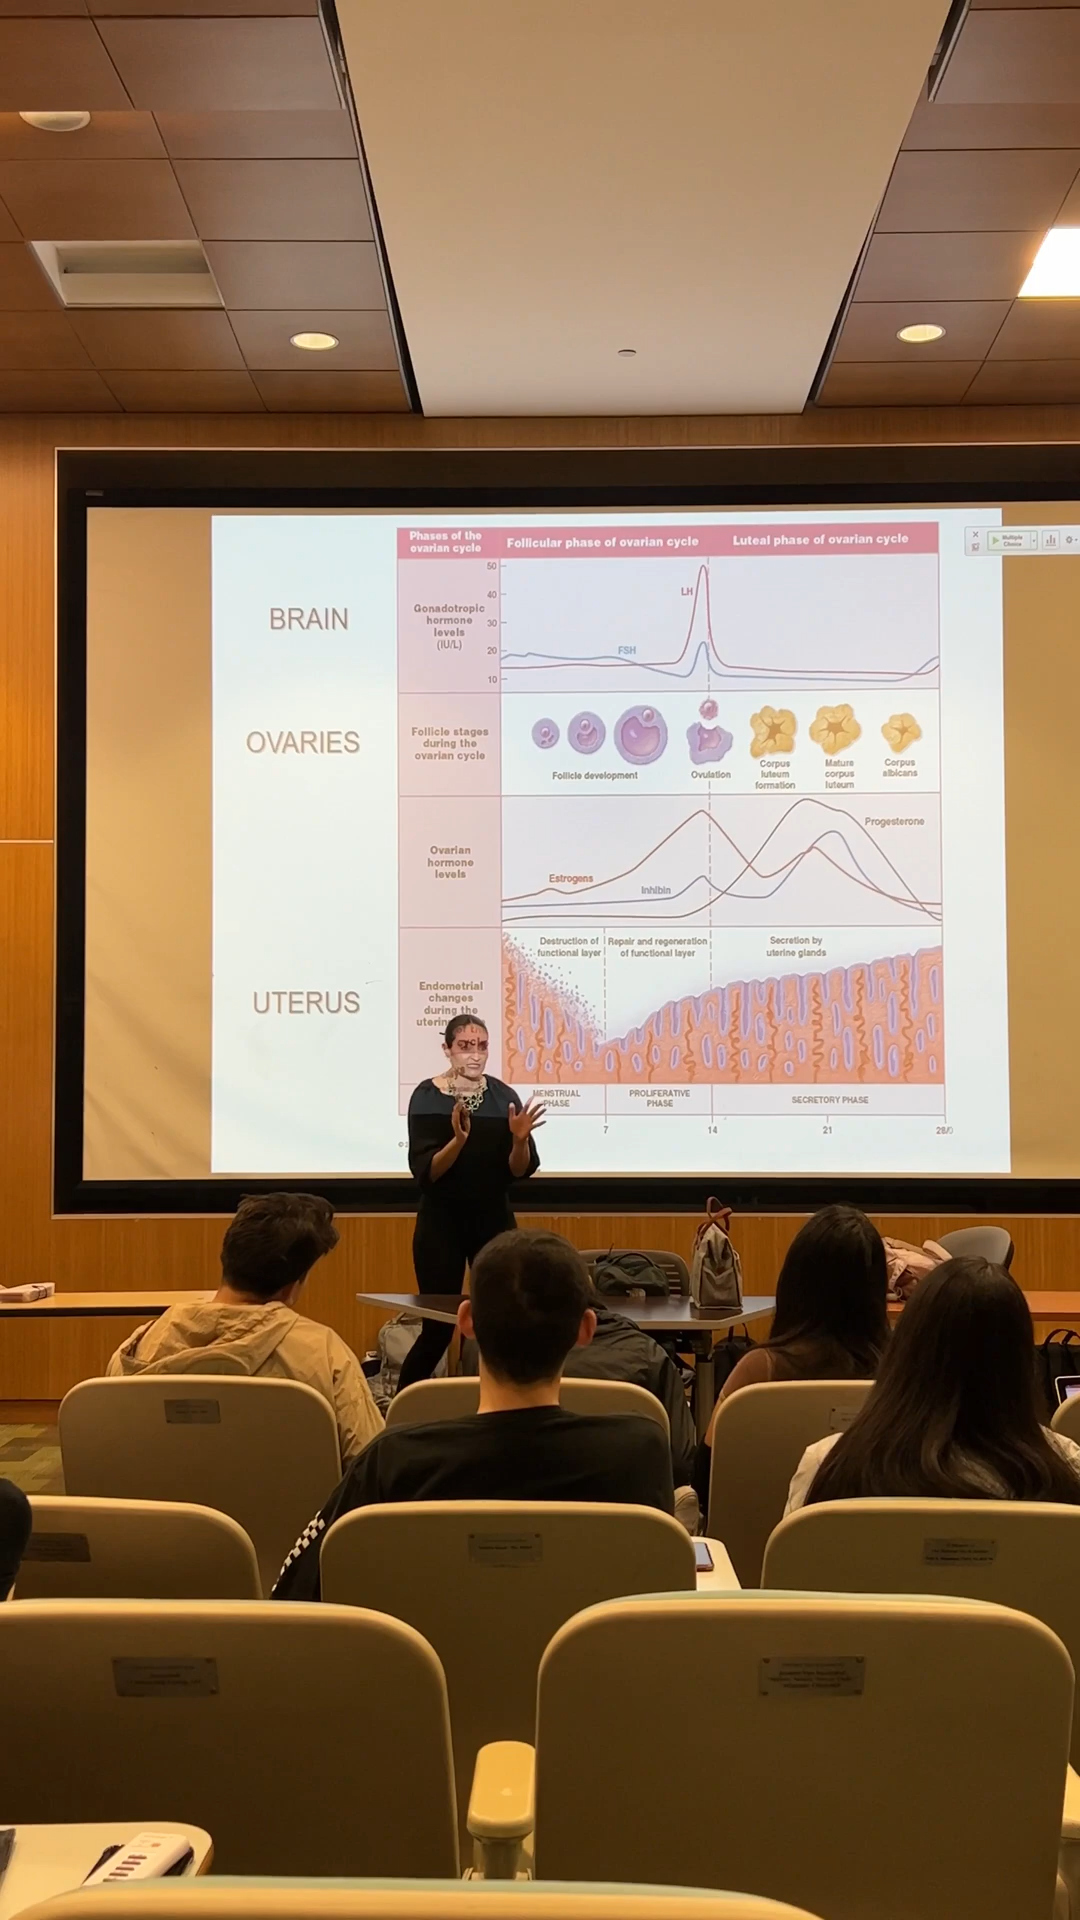 Phases of the
ovarian cycle
Follicular phase of ovarian cycle
Luteal phase of ovarian cycle
Multiple
Choice
BRAIN
Gonadotropic
hormone
levels
(IU/L)
50
40
30
20
10
LH
FSH
OVARIES
Follicle stages
during the
ovarian cycle
Follicle development
Ovulation
Corpus
luteum
formation
Mature
corpus
luteum
Corpus
albicans
Ovarian
hormone
levels
Estrogens
Inhibin
Progesterone
UTERUS
Endometrial
changes
during the
Destruction of
functional layer
Repair and regeneration
of functional layer
Secretion by
uterine glands
MENSTRUAL
PHASE
PROLIFERATIVE
PHASE
SECRETORY PHASE
7
14
21
28/0